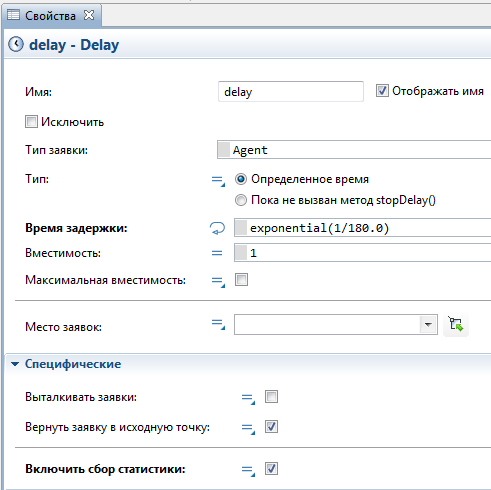 Свойства
delay - Delay
Имя: delay Отображать имя
Исключить
Тип заявки: Agent
Тип: Определенное время
Пока не вызван метод stopDelay()
Время задержки: exponential(1/180.0)
Вместимость: 1
Максимальная вместимость:
Место заявок:
Специфические
Выталкивать заявки:
Вернуть заявку в исходную точку:
Включить сбор статистики: